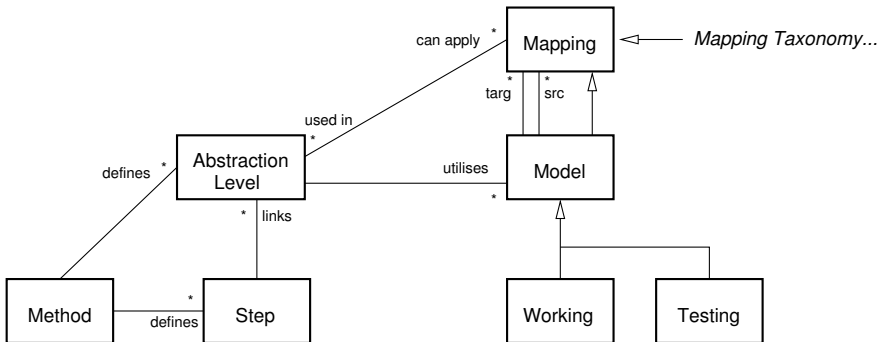 can apply
*
Mapping
Mapping Taxonomy...
*
*
targ
src
used in
*
defines
*
Abstraction
Level
utilises
*
Model
*
links
Method
*
defines
Step
Working
Testing